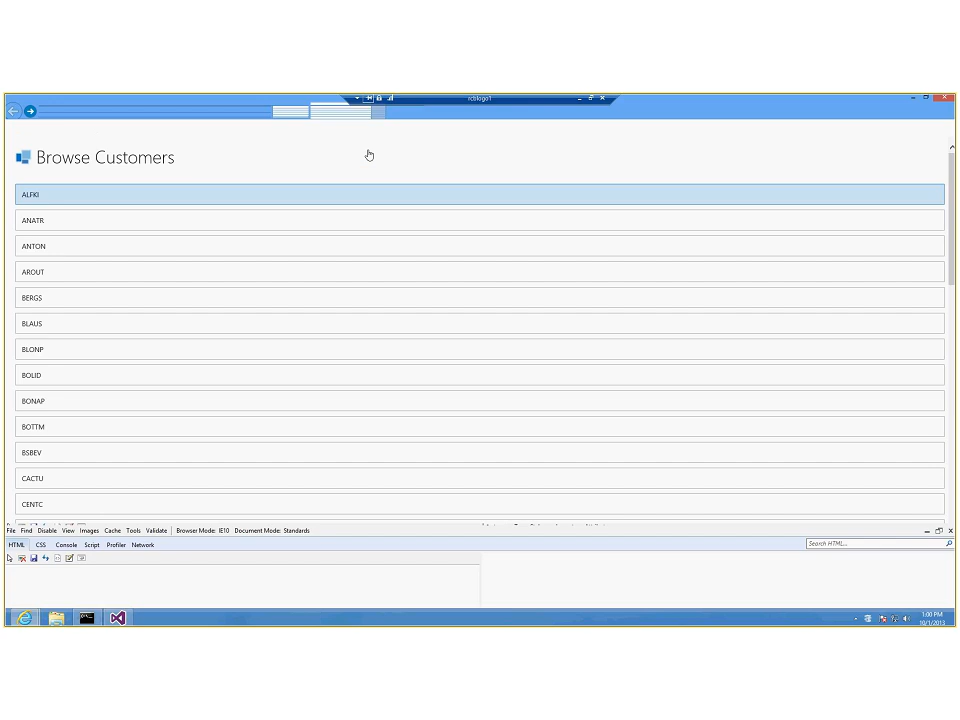 rcblogo1
Browse Customers
ALFKI
ANATR
ANTON
AROUT
BERGS
BLAUS
BLONP
BOLID
BONAP
BOTTM
BSBEV
CACTU
CENTC
File Find Disable View Images Cache Tools Validate Browser Mode: IE10 Document Mode: Standards
HTML CSS Console Script Profiler Network Search HTML...
1:00 PM
10/1/2013